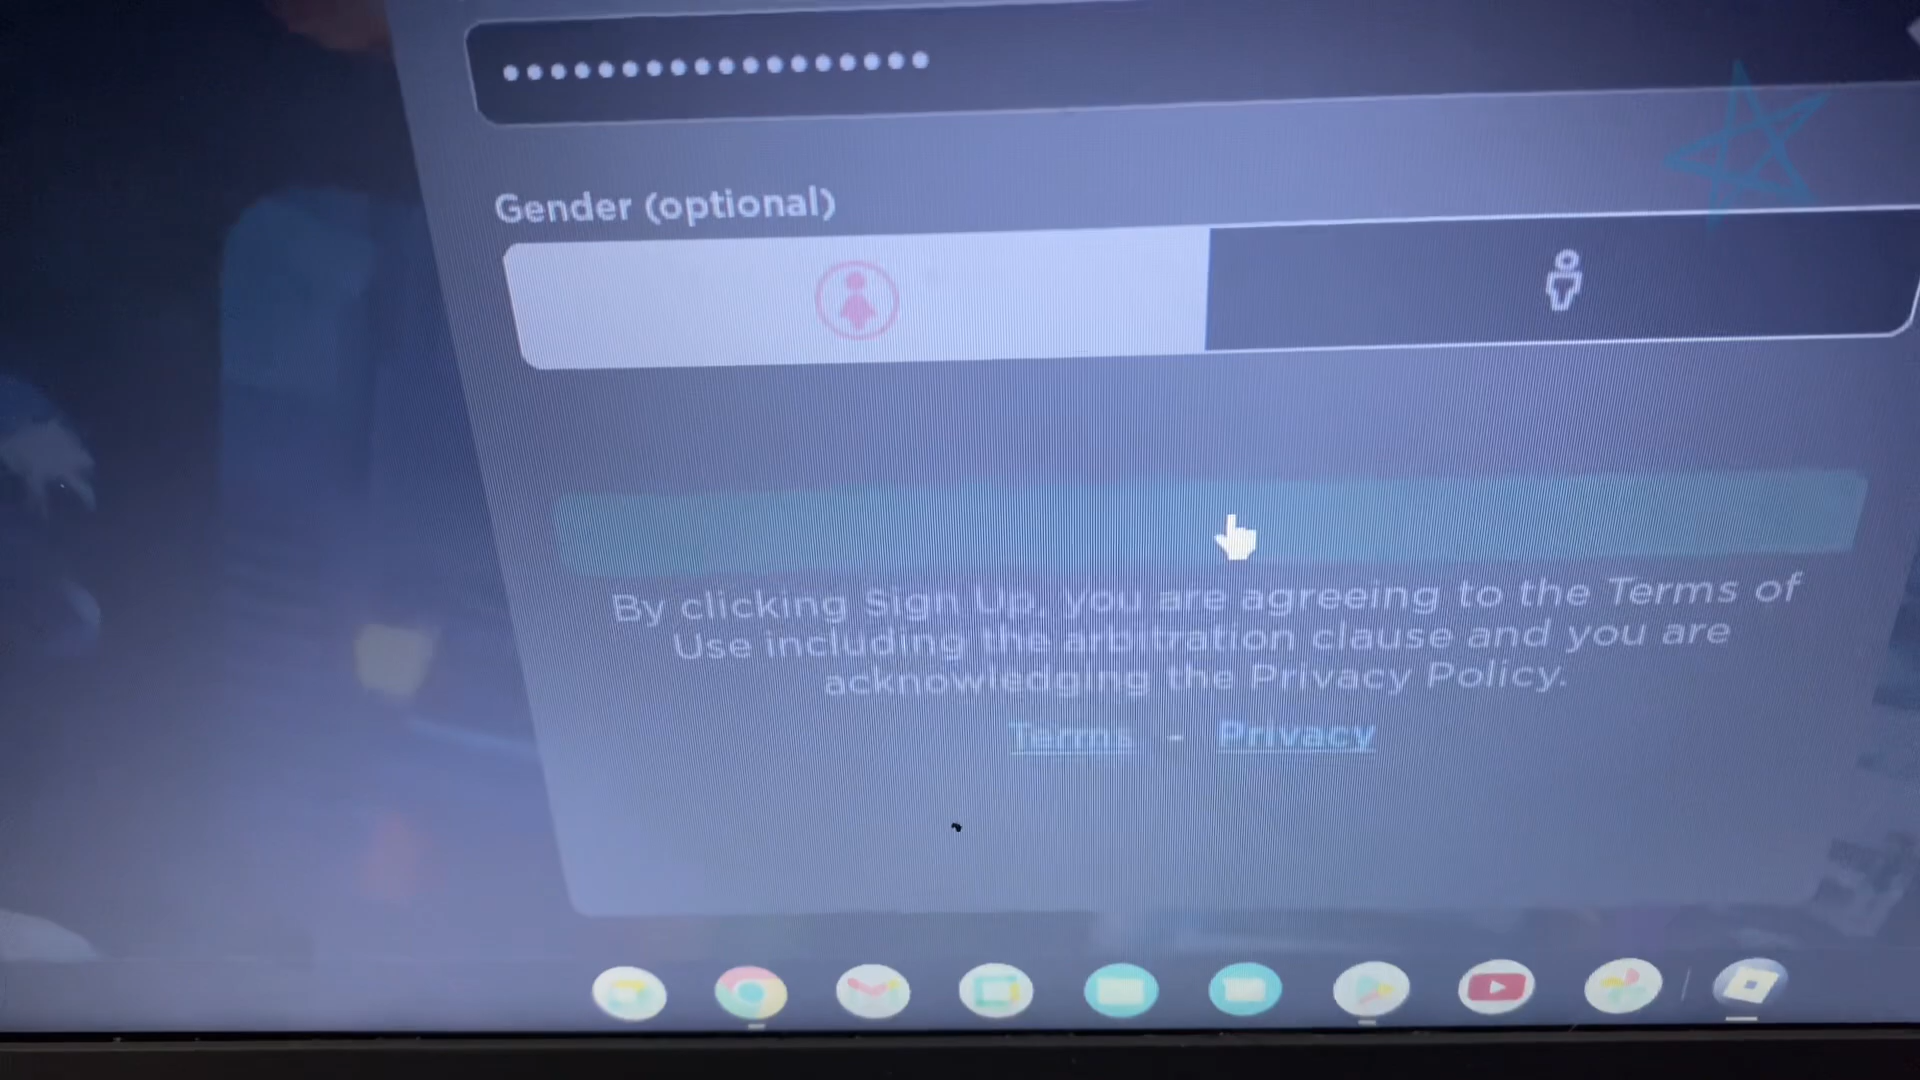 Gender (optional)
By clicking Sign Up, you are agreeing to the Terms of
Use including the arbitration clause and you are
acknowledging the Privacy Policy.
Terms - Privacy